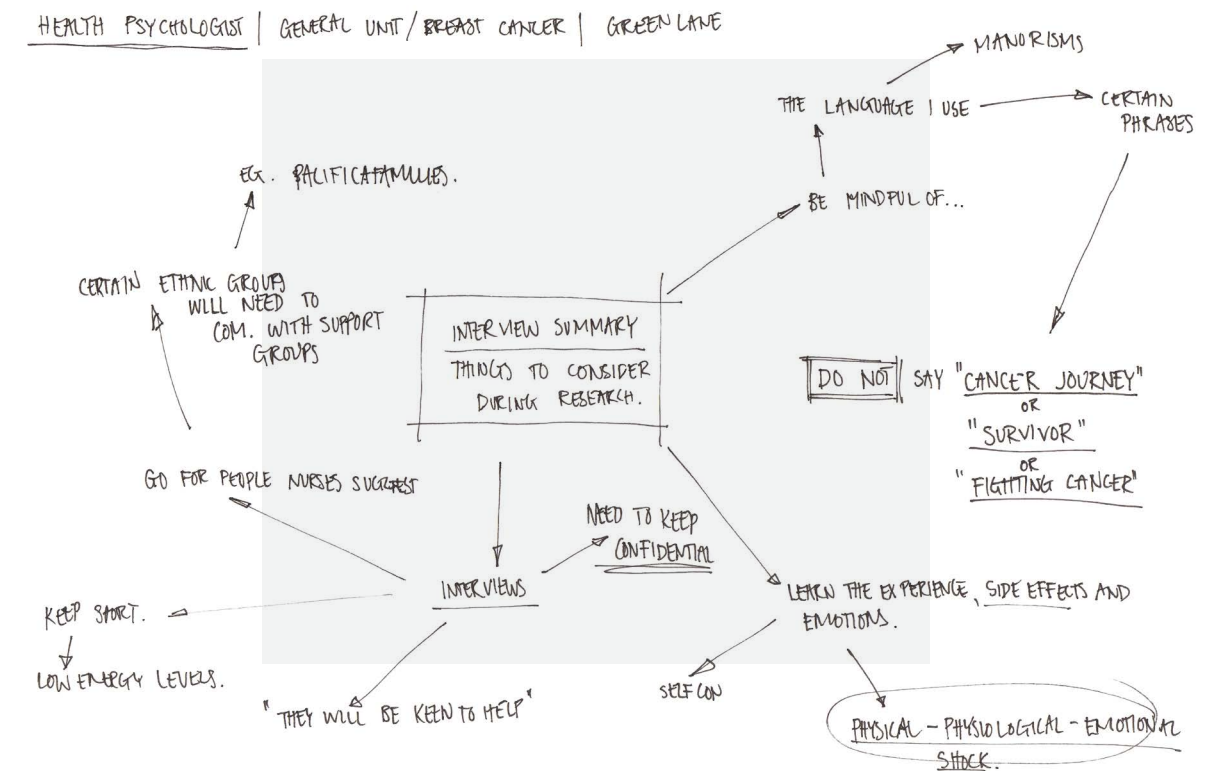 HEALTH PSYCHOLOGIST | GENERAL UNIT / BREAST CANCER | GREEN LANE
MANORISMS
THE LANGUAGE I USE
CERTAIN
PHRASES
EG. PACIFICA FAMILIES.
BE MINDFUL OF...
CERTAIN ETHNIC GROUPS
WILL NEED TO
COM. WITH SUPPORT
GROUPS
INTERVIEW SUMMARY
THINGS TO CONSIDER
DURING RESEARCH.
DO NOT SAY "CANCER JOURNEY"
OR
"SURVIVOR"
OR
"FIGHTING CANCER"
GO FOR PEOPLE NURSES SUGGEST
NEED TO KEEP
CONFIDENTIAL
INTERVIEWS
LEARN THE EXPERIENCE, SIDE EFFECTS AND
EMOTIONS.
KEEP SHORT.
LOW ENERGY LEVELS.
SELF CON
"THEY WILL BE KEEN TO HELP"
PHYSICAL - PHYSIOLOGICAL - EMOTIONAL
SHOCK.